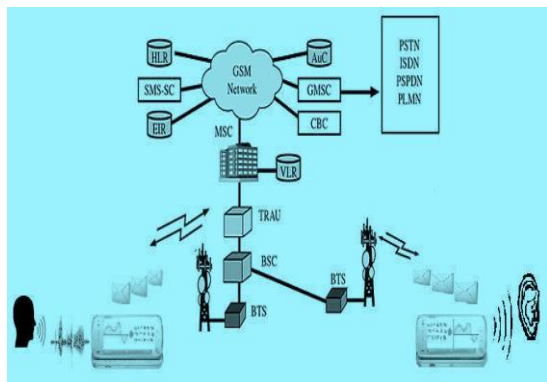 HLR
AuC
PSTN
ISDN
PSPDN
PLMN
GSM
Network
SMS-SC
GMSC
EIR
CBC
MSC
VLR
TRAU
BSC
BTS
BTS